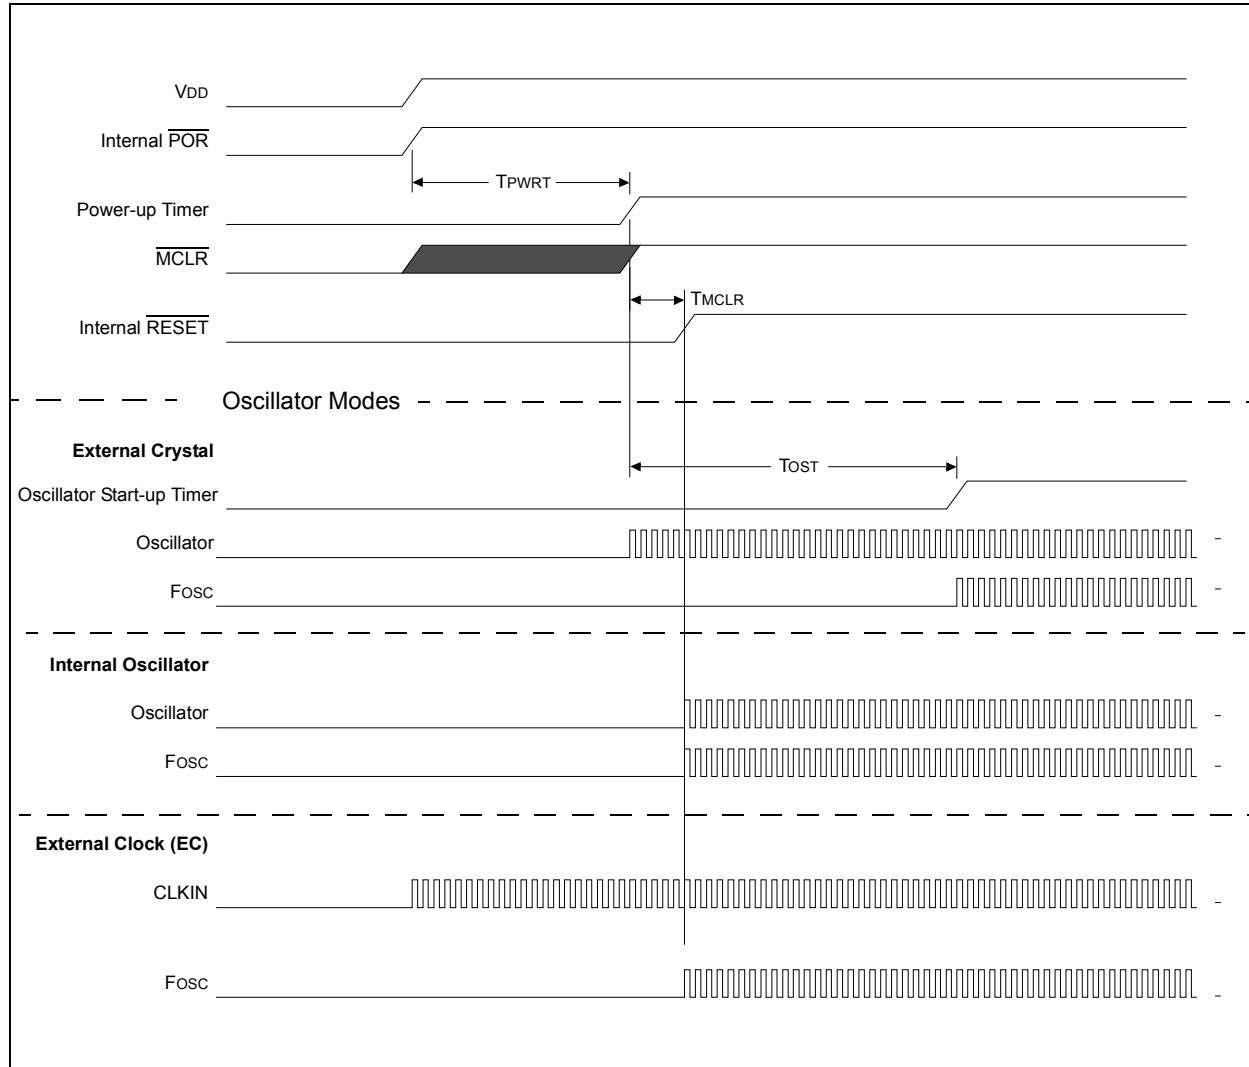 VDD
Internal POR
TPWRT
Power-up Timer
MCLR
TMCLR
Internal RESET
Oscillator Modes
External Crystal
TOST
Oscillator Start-up Timer
Oscillator
FOSC
Internal Oscillator
Oscillator
FOSC
External Clock (EC)
CLKIN
FOSC